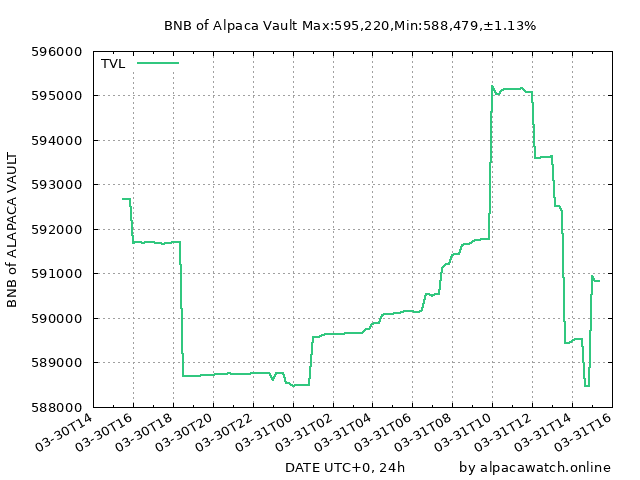 BNB of Alpaca Vault Max:595,220,Min:588,479,±1.13%
TVL
BNB of ALAPACA VAULT
596000
595000
594000
593000
592000
591000
590000
589000
588000
03-30T14
03-30T16
03-30T18
03-30T20
03-30T22
03-31T00
03-31T02
03-31T04
03-31T06
03-31T08
03-31T10
03-31T12
03-31T14
03-31T16
DATE UTC+0, 24h
by alpacawatch.online